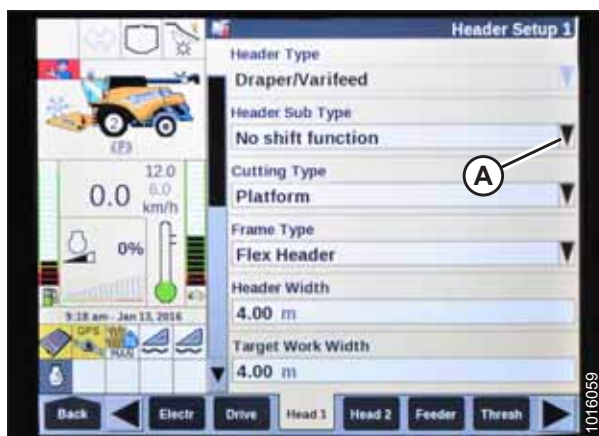 Header Setup 1
Header Type
Draper/Varifeed
Header Sub Type
No shift function
A
Cutting Type
Platform
Frame Type
Flex Header
Header Width
4.00 m
Target Work Width
4.00 m
2
(P)
12.0
0.0 6.0
km/h
0%
9:18 am - Jan 13, 2016
GPS
MAN
Back
Electr
Drive
Head 1
Head 2
Feeder
Thresh
1016059